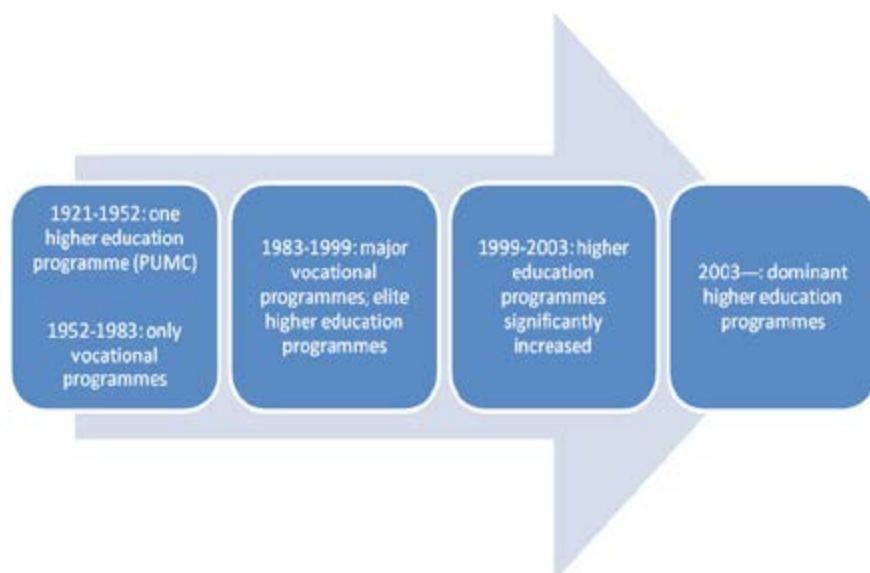 1921-1952: one
higher education
programme (PUMC)
1952-1983: only
vocational
programmes
1983-1999: major
vocational
programmes; elite
higher education
programmes
1999-2003: higher
education
programmes
significantly
increased
2003—: dominant
higher education
programmes